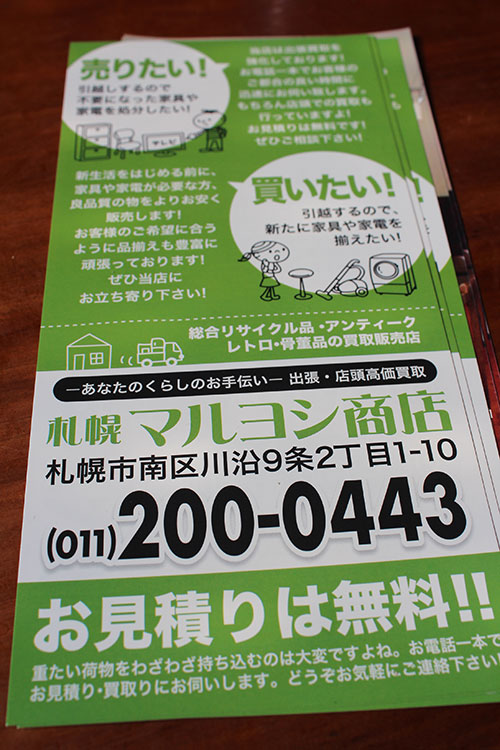 売りたい!
引越しするので
不要になった家具や
家電を処分したい!
テレビ
当店は出張買取を
強化しております!
お電話一本でお客様の
ご都合の良い時間に
迅速にお伺い致します。
もちろん店頭での買取も
行っていますよ!
お見積りは無料です!
ぜひご相談下さい!
新生活をはじめる前に、
家具や家電が必要な方、
良品質の物をよりお安く
販売します!
お客様のご希望に合う
ように品揃えも豊富に
頑張っております!
ぜひ当店に
お立ち寄り下さい!
買いたい!
引越するので、
新たに家具や家電を
揃えたい!
総合リサイクル品・アンティーク
レトロ・骨董品の買取販売店
―あなたのくらしのお手伝い― 出張・店頭高価買取
札幌 マルヨシ商店
札幌市南区川沿9条2丁目1-10
(011)200-0443
お見積りは無料!!
重たい荷物をわざわざ持ち込むのは大変ですよね。お電話一本で
お見積り・買取りにお伺いします。どうぞお気軽にご連絡下さい!